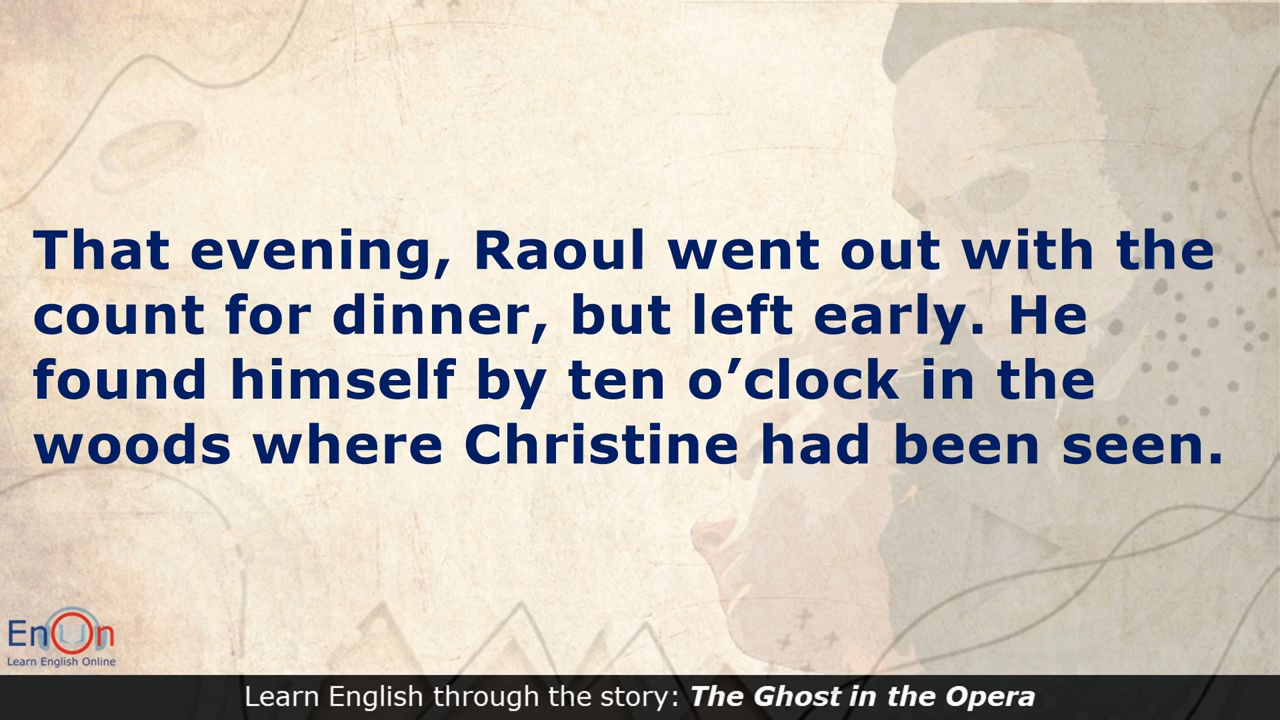 That evening, Raoul went out with the
count for dinner, but left early. He
found himself by ten o’clock in the
woods where Christine had been seen.
EnOn
Learn English Online
Learn English through the story: The Ghost in the Opera